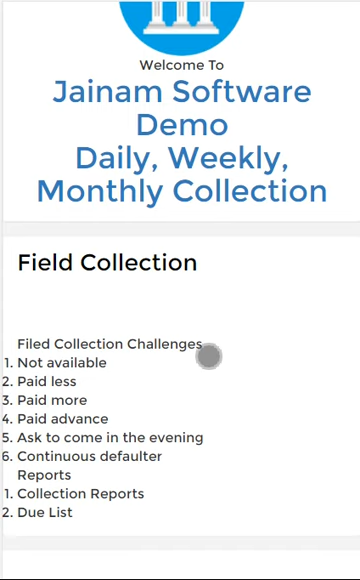 Welcome To
Jainam Software
Demo
Daily, Weekly,
Monthly Collection
Field Collection
Filed Collection Challenges
1. Not available
2. Paid less
3. Paid more
4. Paid advance
5. Ask to come in the evening
6. Continuous defaulter
Reports
1. Collection Reports
2. Due List